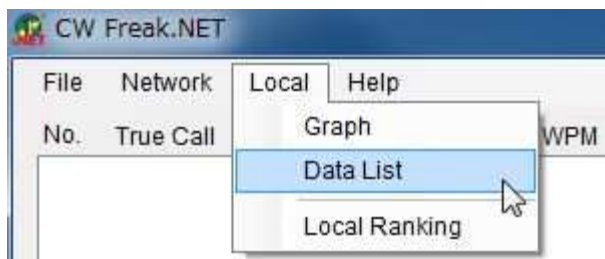 CW Freak.NET
File Network Local Help
No. True Call WPM
Graph
Data List
Local Ranking